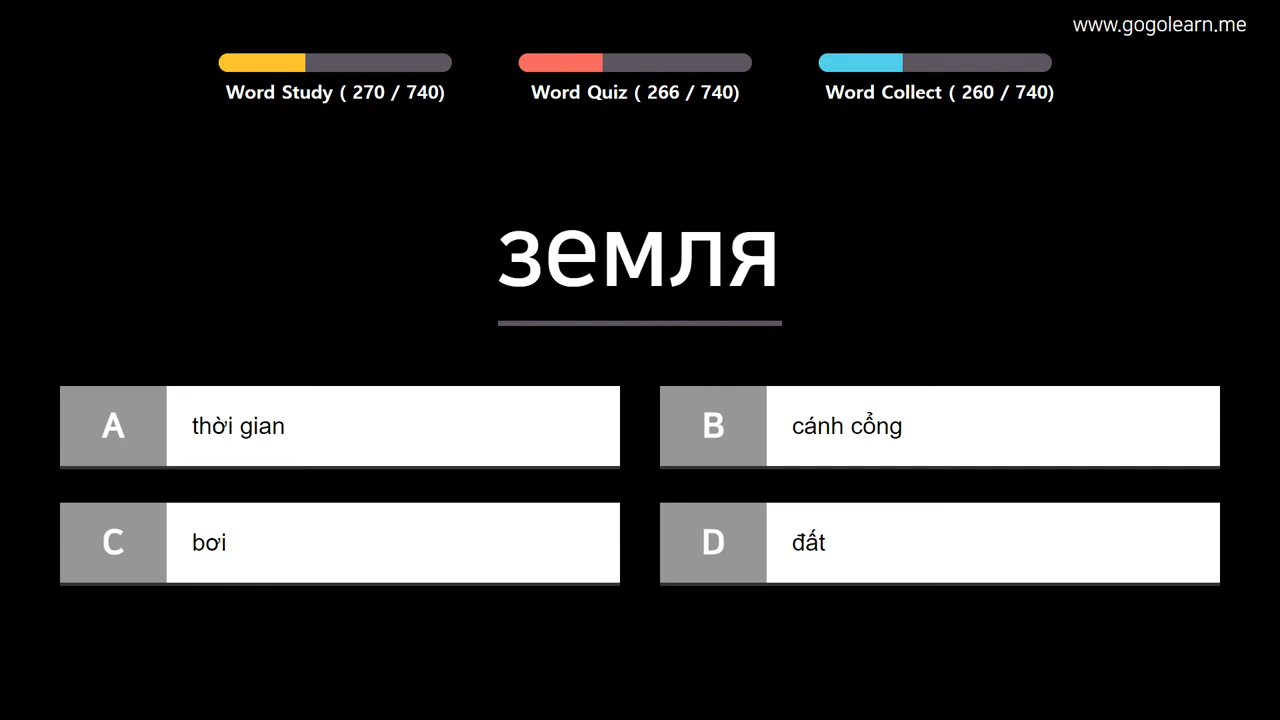 www.gogolearn.me
Word Study ( 270 / 740)
Word Quiz ( 266 / 740)
Word Collect ( 260 / 740)
земля
A thời gian
B cánh cổng
C bơi
D đất